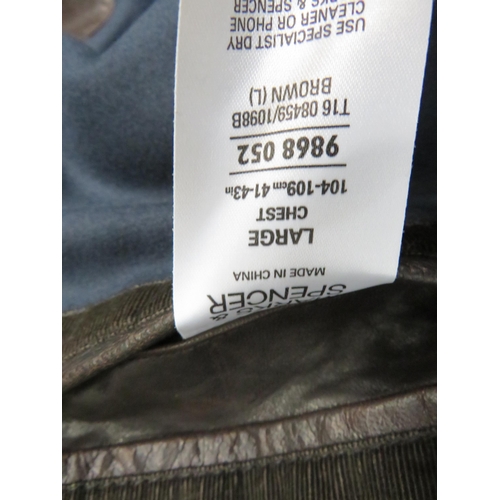 MARKS &
SPENCER
MADE IN CHINA
LARGE
CHEST
104-109cm 41-43in
9868 052
T16 08459/1098B
BROWN (L)
USE SPECIALIST DRY
CLEANER OR PHONE
& SPENCER